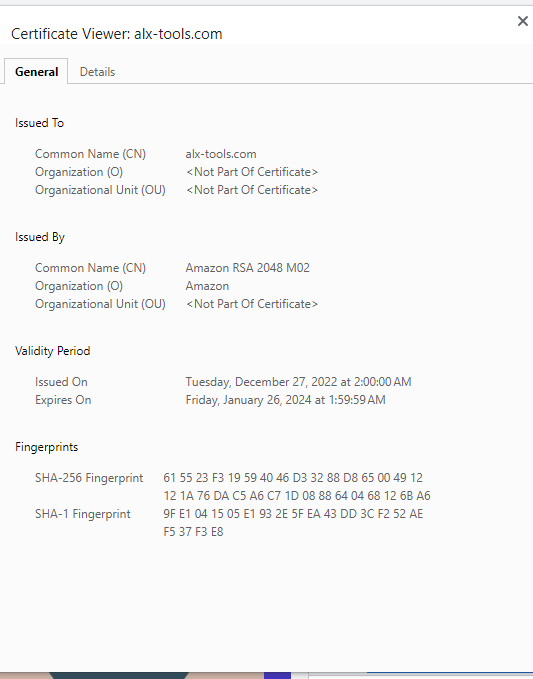 Certificate Viewer: alx-tools.com
General Details
Issued To
Common Name (CN) alx-tools.com
Organization (O) <Not Part Of Certificate>
Organizational Unit (OU) <Not Part Of Certificate>
Issued By
Common Name (CN) Amazon RSA 2048 M02
Organization (O) Amazon
Organizational Unit (OU) <Not Part Of Certificate>
Validity Period
Issued On Tuesday, December 27, 2022 at 2:00:00 AM
Expires On Friday, January 26, 2024 at 1:59:59 AM
Fingerprints
SHA-256 Fingerprint 61 55 23 F3 19 59 40 46 D3 32 88 D8 65 00 49 12
12 1A 76 DA C5 A6 C7 1D 08 88 64 04 68 12 6B A6
SHA-1 Fingerprint 9F E1 04 15 05 E1 93 2E 5F EA 43 DD 3C F2 52 AE
F5 37 F3 E8